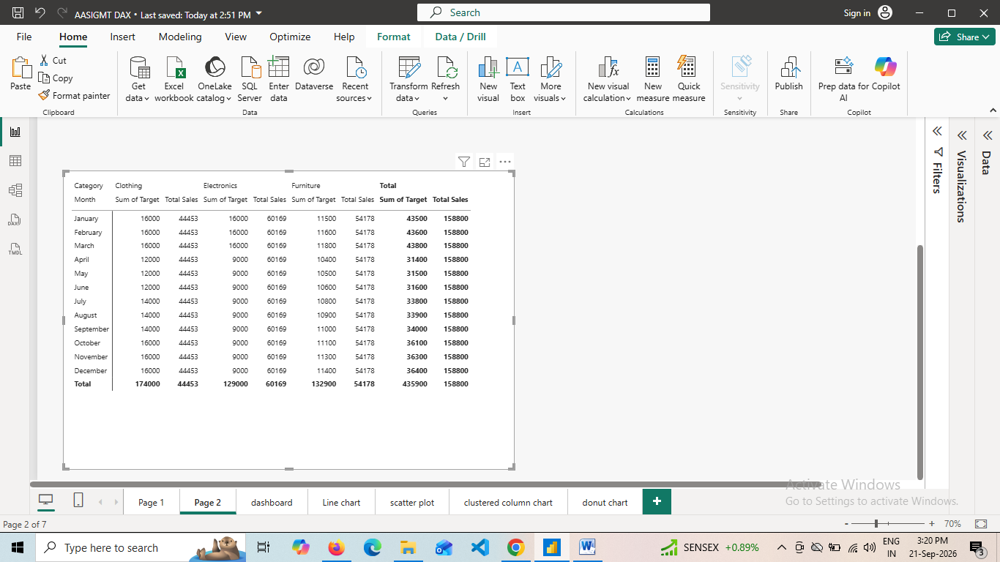 AASIGMT DAX • Last saved: Today at 2:51 PM
Search
Sign in
File Home Insert Modeling View Optimize Help Format Data / Drill
Share
Paste
Cut
Copy
Format painter
Clipboard
Get data
Excel workbook
OneLake catalog
SQL Server
Enter data
Dataverse
Recent sources
Data
Transform data
Refresh
Queries
New visual
Text box
More visuals
Insert
New visual calculation
New measure
Quick measure
Calculations
Sensitivity
Sensitivity
Publish
Share
Prep data for AI
Copilot
Copilot
DAX
TMDL
Category Clothing Electronics Furniture Total
Month Sum of Target Total Sales Sum of Target Total Sales Sum of Target Total Sales Sum of Target Total Sales
January 16000 44453 16000 60169 11500 54178 43500 158800
February 16000 44453 16000 60169 11600 54178 43600 158800
March 16000 44453 16000 60169 11800 54178 43800 158800
April 12000 44453 9000 60169 10400 54178 31400 158800
May 12000 44453 9000 60169 10500 54178 31500 158800
June 12000 44453 9000 60169 10600 54178 31600 158800
July 14000 44453 9000 60169 10800 54178 33800 158800
August 14000 44453 9000 60169 10900 54178 33900 158800
September 14000 44453 9000 60169 11000 54178 34000 158800
October 16000 44453 9000 60169 11100 54178 36100 158800
November 16000 44453 9000 60169 11300 54178 36300 158800
December 16000 44453 9000 60169 11400 54178 36400 158800
Total 174000 44453 129000 60169 132900 54178 435900 158800
Filters
Visualizations
Data
Activate Windows
Go to Settings to activate Windows.
Page 1 Page 2 dashboard Line chart scatter plot clustered column chart donut chart +
Page 2 of 7
- + 70%
Type here to search
SENSEX +0.89%
ENG
IN
3:20 PM
21-Sep-2026
3